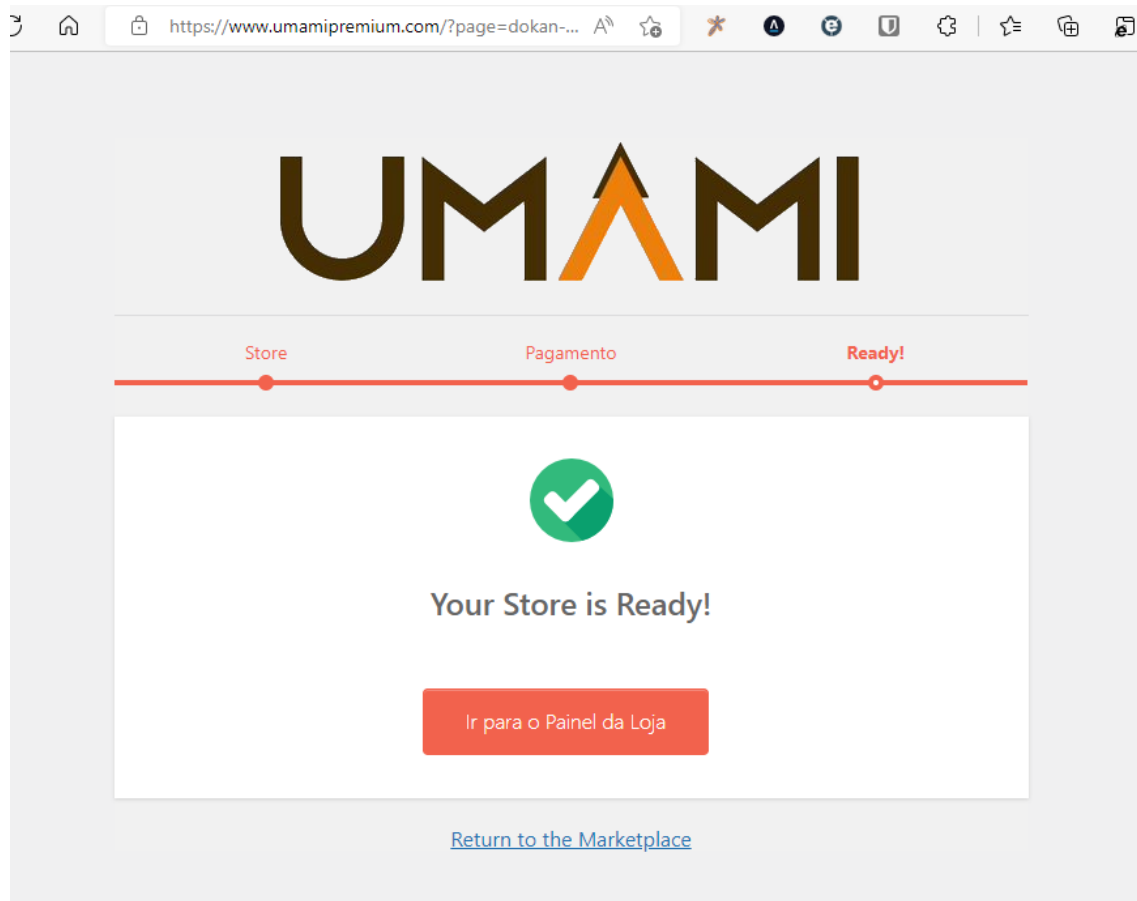 https://www.umamipremium.com/?page=dokan-...
UMAMI
Store
Pagamento
Ready!
Your Store is Ready!
Ir para o Painel da Loja
Return to the Marketplace